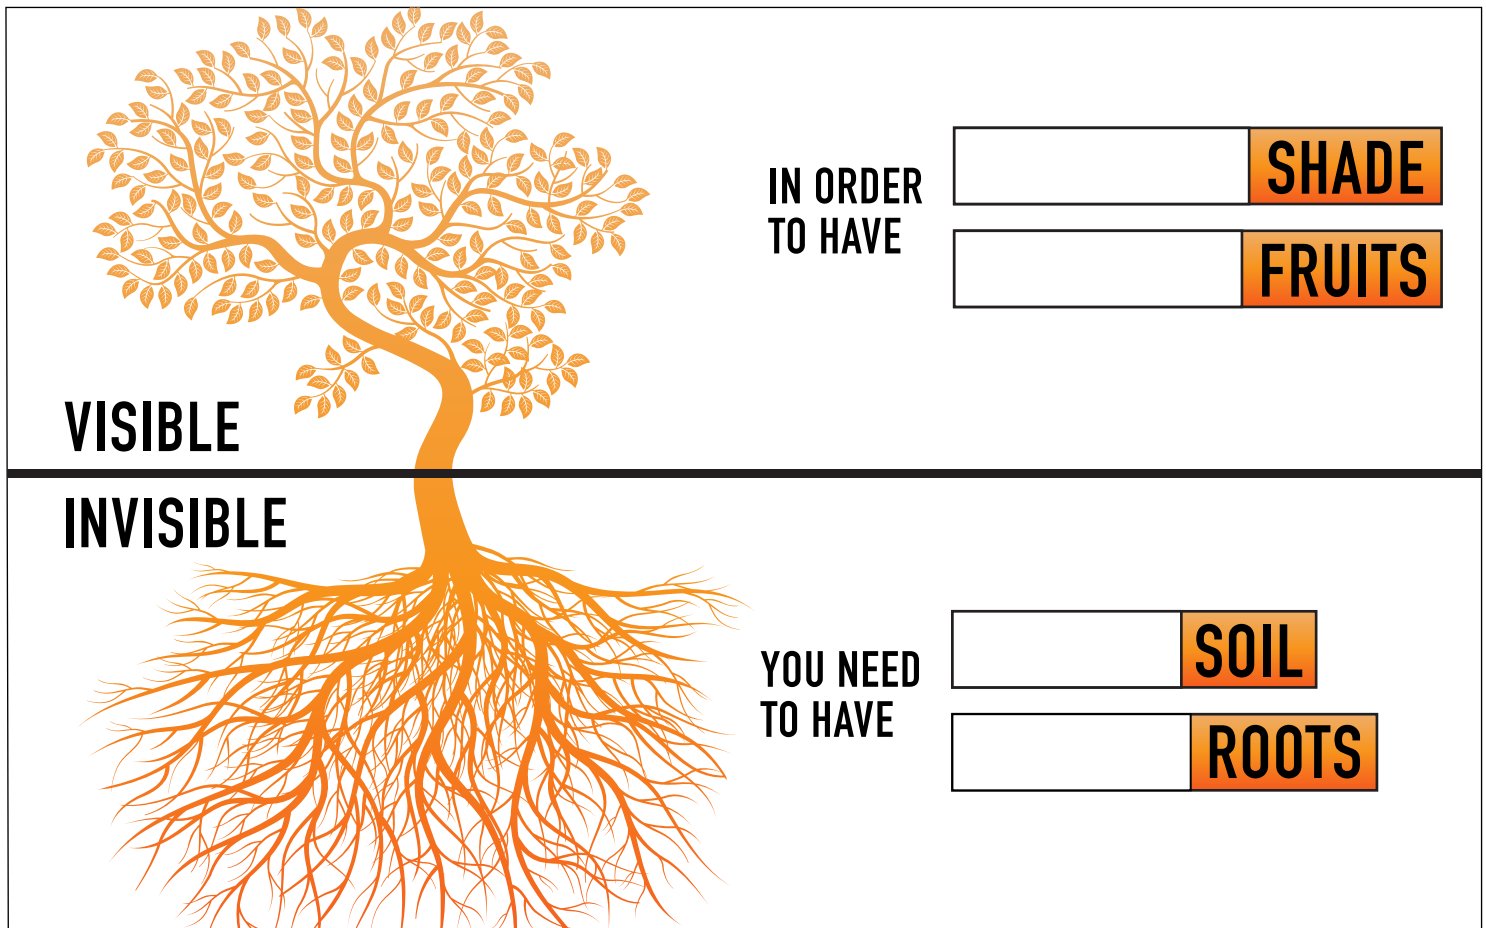 IN ORDER
TO HAVE
SHADE
FRUITS
VISIBLE
INVISIBLE
YOU NEED
TO HAVE
SOIL
ROOTS